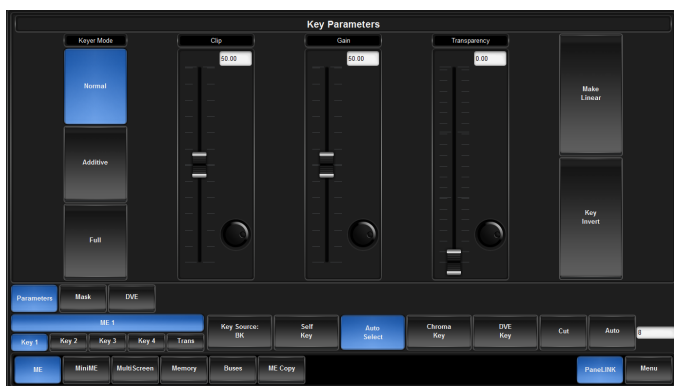 Key Parameters
Keyer Mode
Clip
Gain
Transparency
50.00
50.00
0.00
Normal
Make
Linear
Additive
Full
Key
Invert
Parameters
Mask
DVE
ME 1
Key 1
Key 2
Key 3
Key 4
Trans
Key Source:
BK
Self
Key
Auto
Select
Chroma
Key
DVE
Key
Cut
Auto
8
ME
MiniME
MultiScreen
Memory
Buses
ME Copy
PaneLINK
Menu